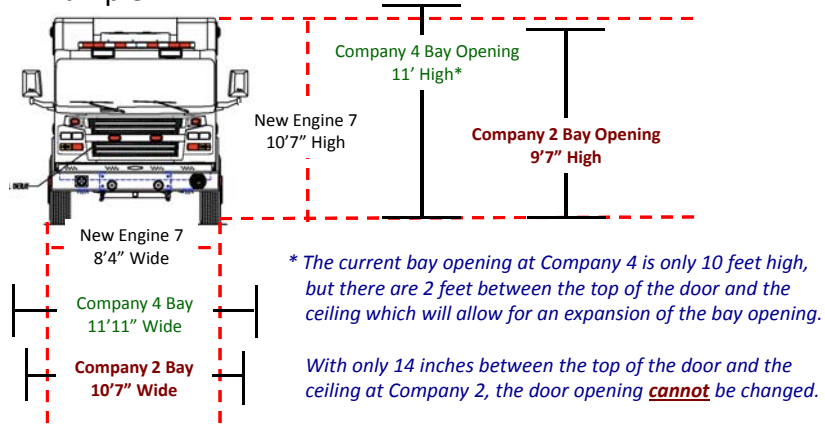 Company 4 Bay Opening
11' High*
New Engine 7
10'7" High
Company 2 Bay Opening
9'7" High
New Engine 7
8'4" Wide
Company 4 Bay
11'11" Wide
Company 2 Bay
10'7" Wide
* The current bay opening at Company 4 is only 10 feet high,
but there are 2 feet between the top of the door and the
ceiling which will allow for an expansion of the bay opening.
With only 14 inches between the top of the door and the
ceiling at Company 2, the door opening cannot be changed.